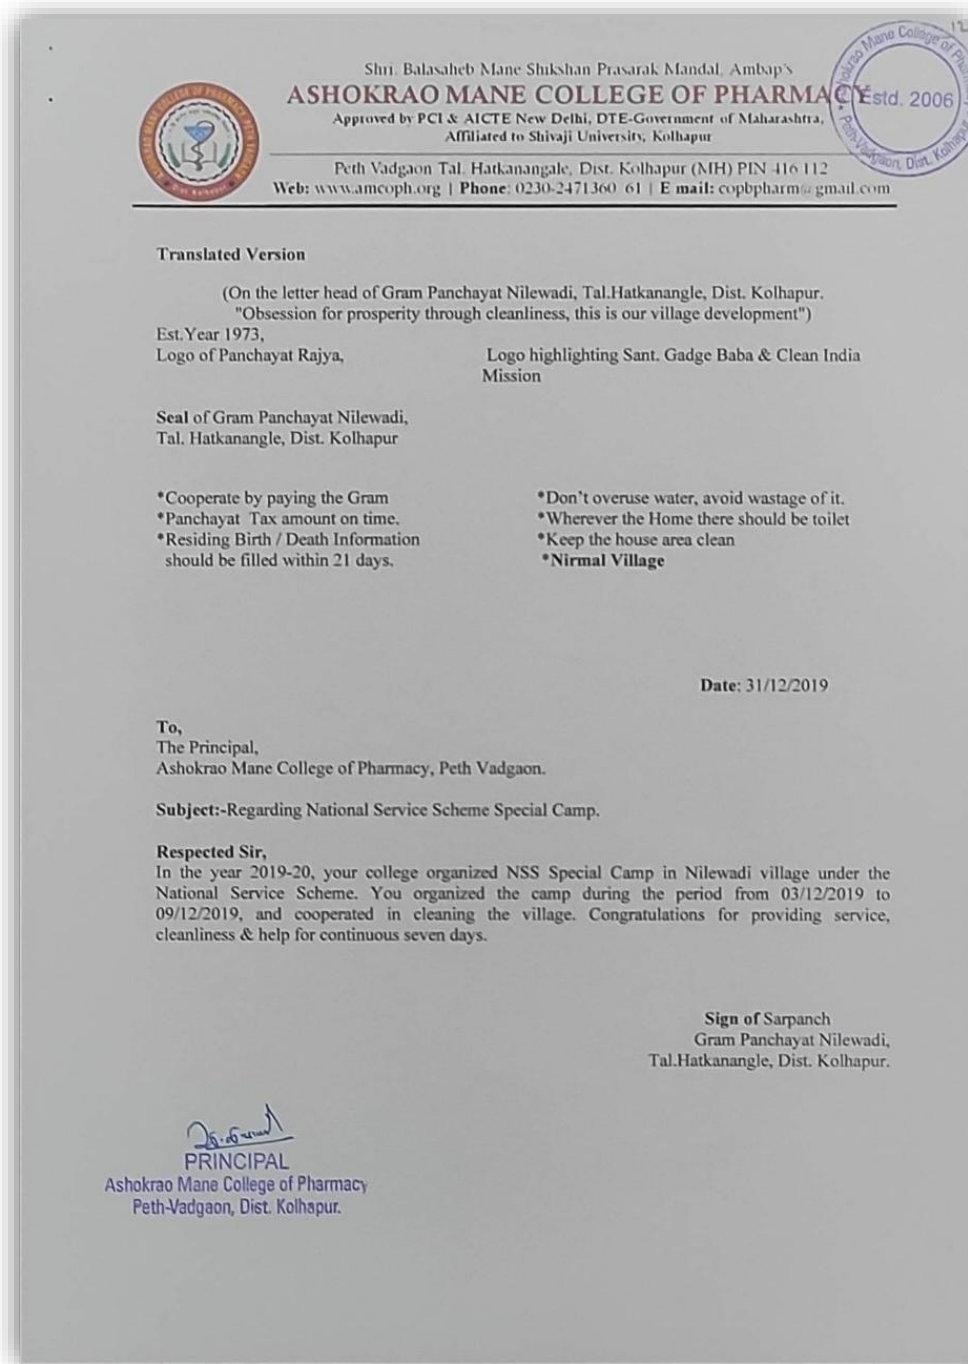 Shri. Balasaheb Mane Shikshan Prasarak Mandal, Ambap's
ASHOKRAO MANE COLLEGE OF PHARMACY
Approved by PCI & AICTE New Delhi, DTE-Government of Maharashtra,
Affiliated to Shivaji University, Kolhapur
Peth Vadgaon Tal. Hatkanangale, Dist. Kolhapur (MH) PIN 416 112
Web: www.amcoph.org | Phone: 0230-2471360 61 | E mail: copbpharm@gmail.com
Estd. 2006
Translated Version
(On the letter head of Gram Panchayat Nilewadi, Tal.Hatkanangle, Dist. Kolhapur.
"Obsession for prosperity through cleanliness, this is our village development")
Est.Year 1973,
Logo of Panchayat Rajya, Logo highlighting Sant. Gadge Baba & Clean India
Mission
Seal of Gram Panchayat Nilewadi,
Tal. Hatkanangle, Dist. Kolhapur
*Cooperate by paying the Gram
*Panchayat Tax amount on time.
*Residing Birth / Death Information
should be filled within 21 days.
*Don't overuse water, avoid wastage of it.
*Wherever the Home there should be toilet
*Keep the house area clean
*Nirmal Village
Date: 31/12/2019
To,
The Principal,
Ashokrao Mane College of Pharmacy, Peth Vadgaon.
Subject:-Regarding National Service Scheme Special Camp.
Respected Sir,
In the year 2019-20, your college organized NSS Special Camp in Nilewadi village under the
National Service Scheme. You organized the camp during the period from 03/12/2019 to
09/12/2019, and cooperated in cleaning the village. Congratulations for providing service,
cleanliness & help for continuous seven days.
Sign of Sarpanch
Gram Panchayat Nilewadi,
Tal.Hatkanangle, Dist. Kolhapur.
PRINCIPAL
Ashokrao Mane College of Pharmacy
Peth-Vadgaon, Dist. Kolhapur.